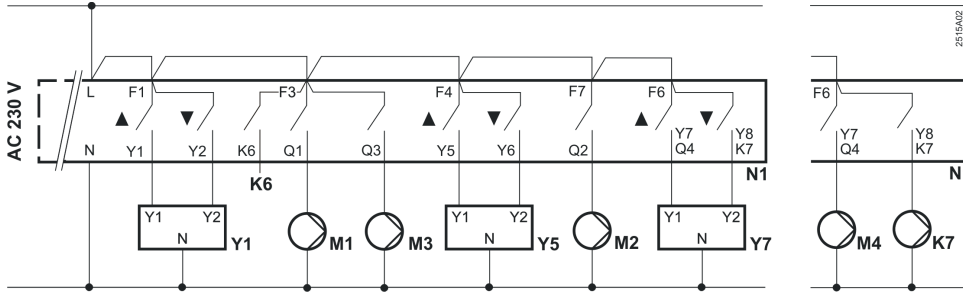 2515A02
AC 230 V
L F1 F3 F4 F7 F6 F6
Y7 Y8 Y7 Y8
N Y1 Y2 K6 Q1 Q3 Y5 Y6 Q2 Q4 K7 Q4 K7
K6 N1 N
Y1 Y2 Y1 Y2 Y1 Y2
N Y1 M1 M3 N Y5 M2 N Y7 M4 K7